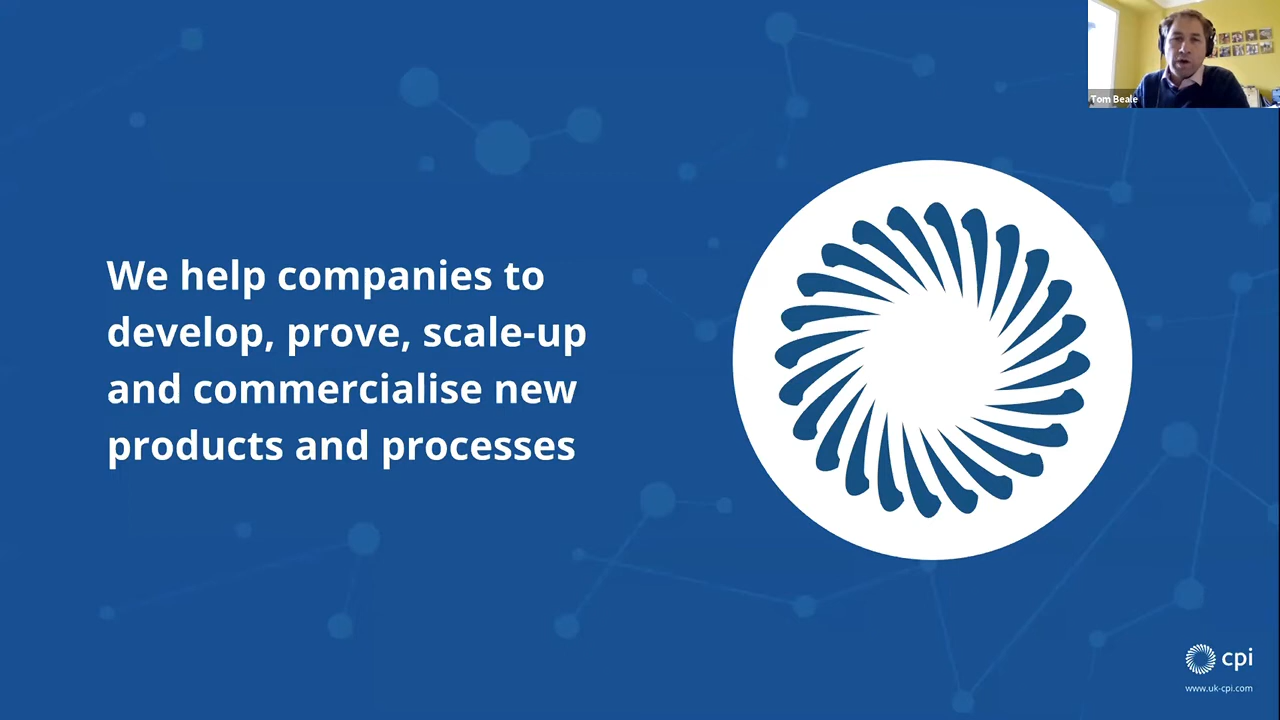 Tom Beale
We help companies to
develop, prove, scale-up
and commercialise new
products and processes
cpi
www.uk-cpi.com